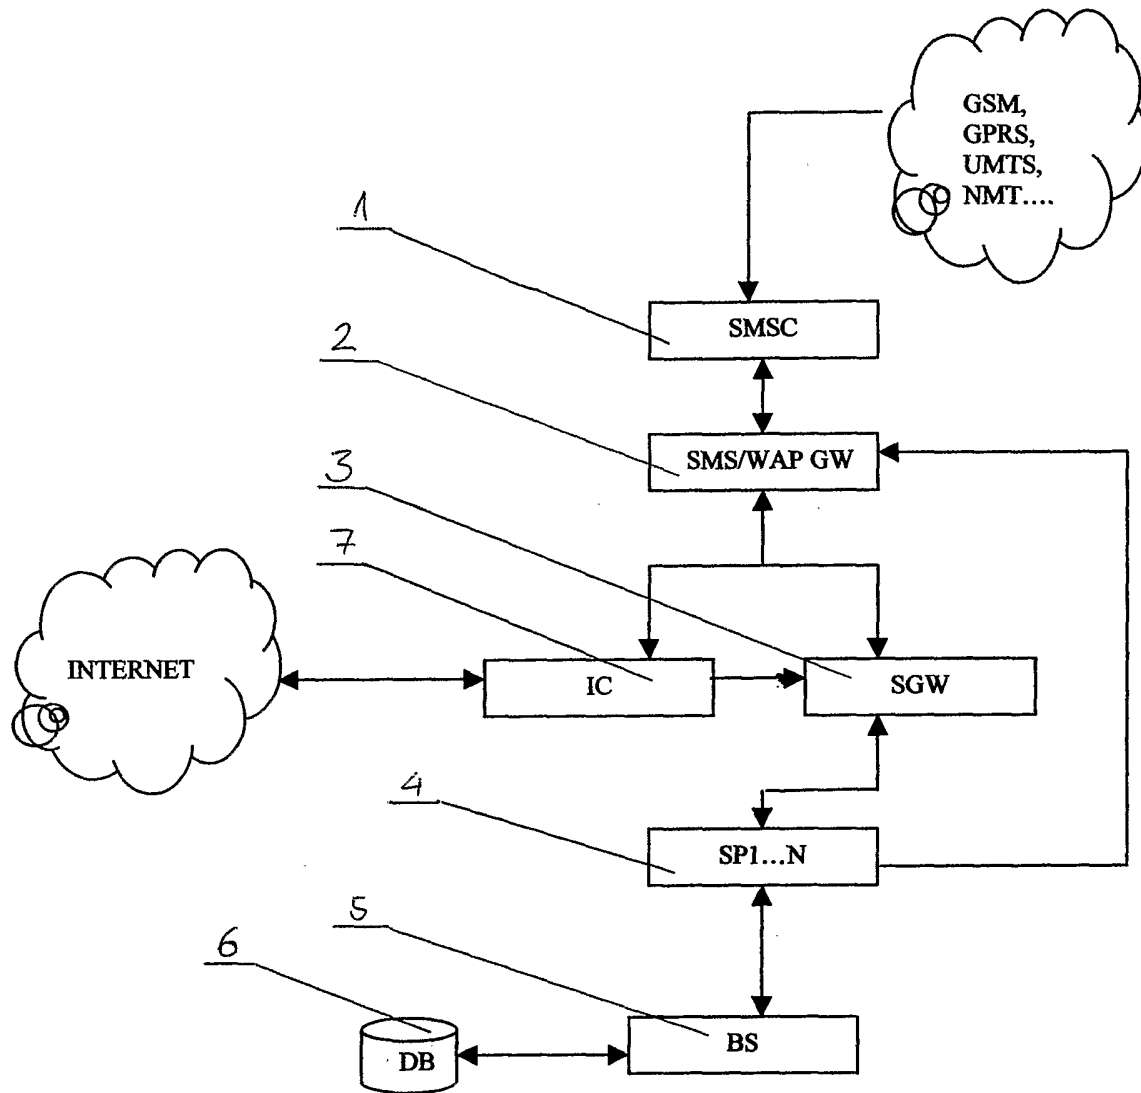 GSM,
GPRS,
UMTS,
NMT....
1
SMSC
2
SMS/WAP GW
3
7
INTERNET
IC
SGW
4
SP1...N
5
6
BS
DB